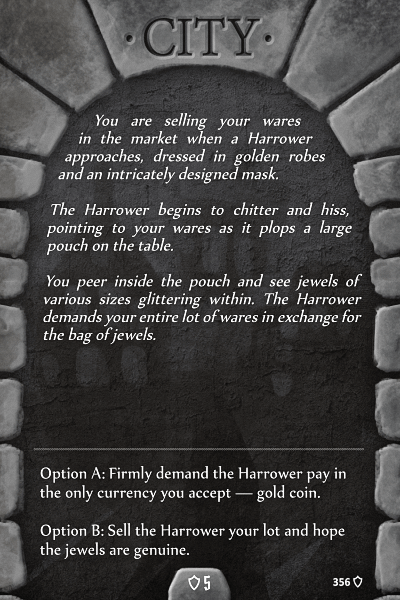 · CITY ·
You are selling your wares
in the market when a Harrower
approaches, dressed in golden robes
and an intricately designed mask.
The Harrower begins to chitter and hiss,
pointing to your wares as it plops a large
pouch on the table.
You peer inside the pouch and see jewels of
various sizes glittering within. The Harrower
demands your entire lot of wares in exchange for
the bag of jewels.
Option A: Firmly demand the Harrower pay in
the only currency you accept — gold coin.
Option B: Sell the Harrower your lot and hope
the jewels are genuine.
5
356